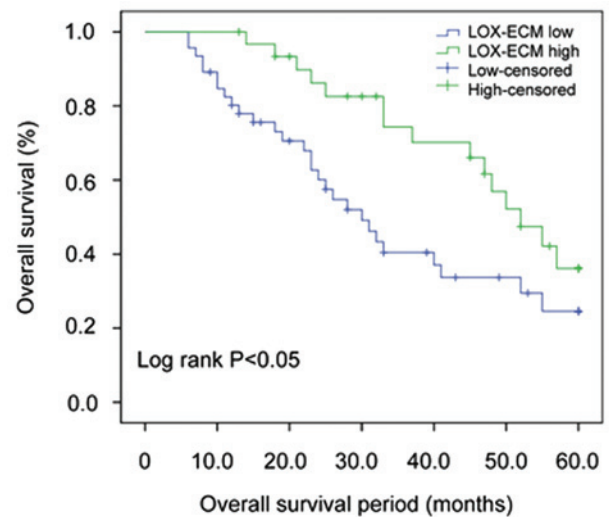 LOX-ECM low
LOX-ECM high
Low-censored
High-censored
Overall survival (%)
1.0
0.8
0.6
0.4
0.2
0.0
Log rank P<0.05
0 10.0 20.0 30.0 40.0 50.0 60.0
Overall survival period (months)